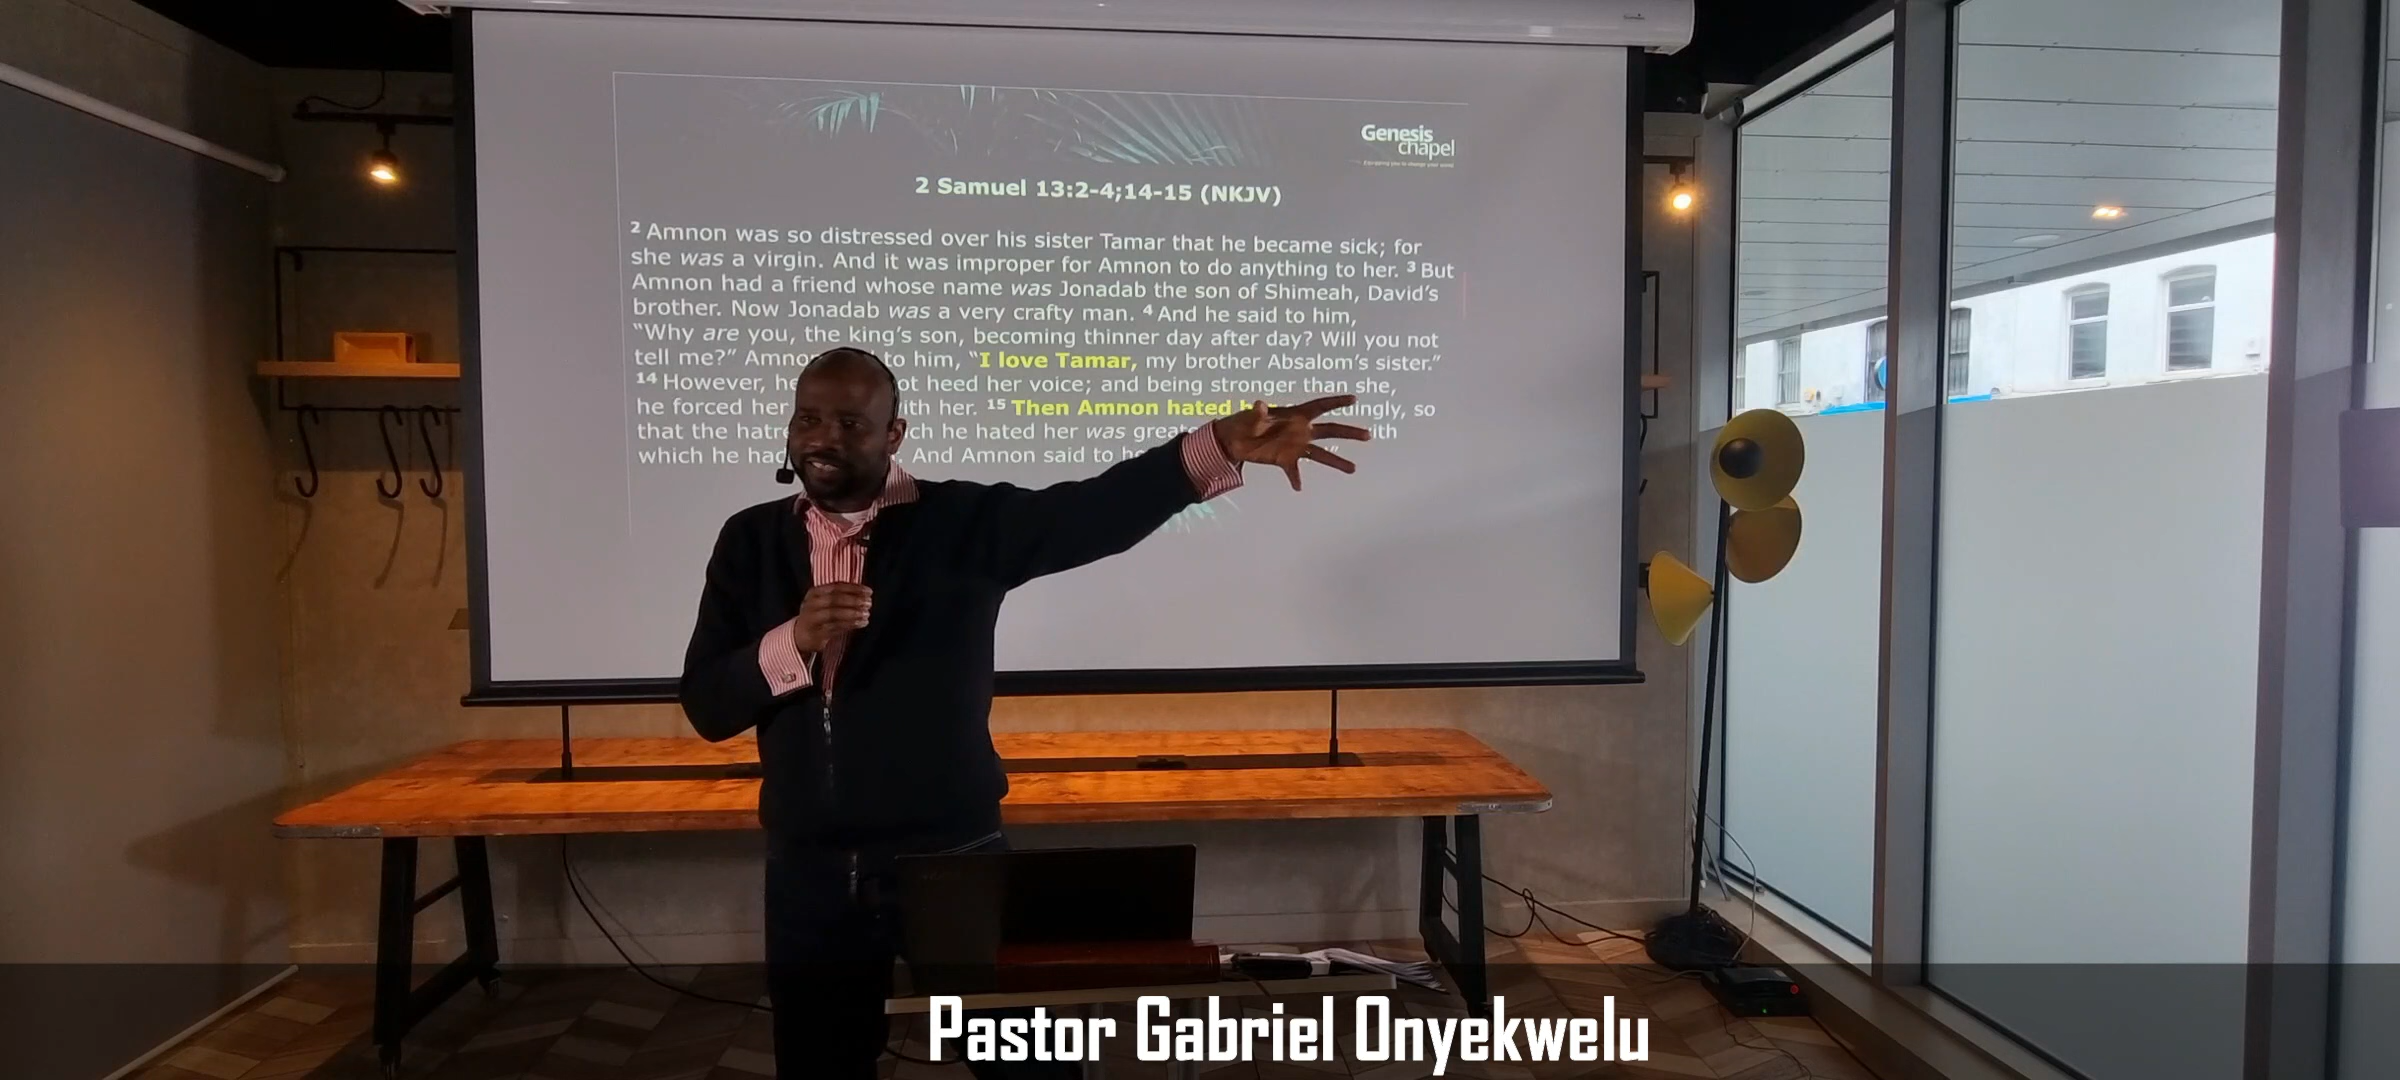 Genesis
chapel
2 Samuel 13:2-4;14-15 (NKJV)
2 Amnon was so distressed over his sister Tamar that he became sick; for
she was a virgin. And it was improper for Amnon to do anything to her. 3 But
Amnon had a friend whose name was Jonadab the son of Shimeah, David's
brother. Now Jonadab was a very crafty man. 4 And he said to him,
"Why are you, the king's son, becoming thinner day after day? Will you not
tell me?" to him, "I love Tamar, my brother Absalom's sister."
14 However, heed her voice; and being stronger than she,
he forced her with her. 15 Then Amnon hated so
that the he hated her was
which he had And Amnon said to
Pastor Gabriel Onyekwelu